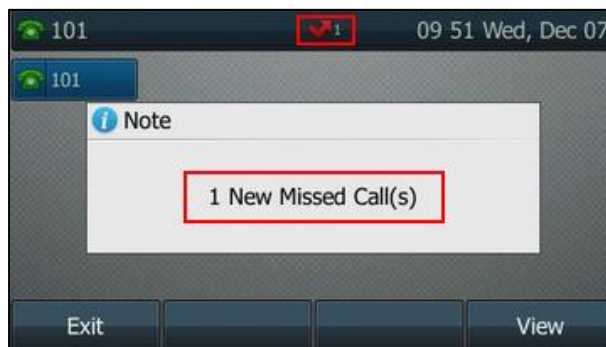 101 1 09 51 Wed, Dec 07
101
Note
1 New Missed Call(s)
Exit View